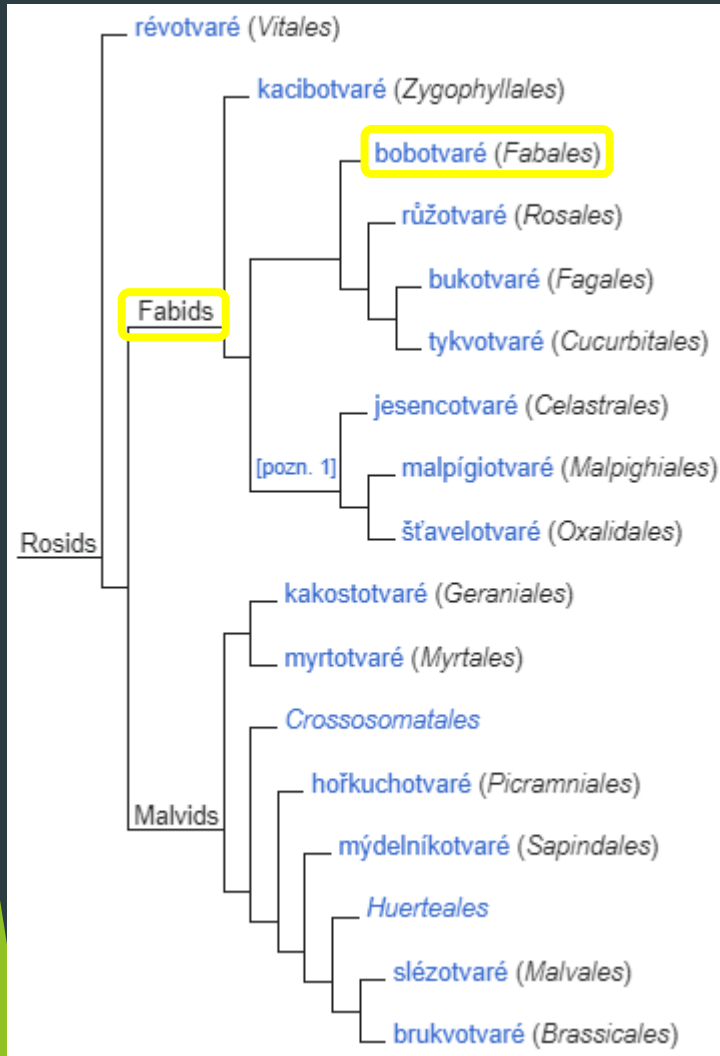 révotvaré (Vitales)
kacibotvaré (Zygophyllales)
bobotvaré (Fabales)
růžotvaré (Rosales)
Fabids
bukotvaré (Fagales)
tykvotvaré (Cucurbitales)
jesencotvaré (Celastrales)
[pozn. 1]
malpígiotvaré (Malpighiales)
šťavelotvaré (Oxalidales)
Rosids
kakostotvaré (Geraniales)
myrtotvaré (Myrtales)
Crossosomatales
hořkuchotvaré (Picramniales)
Malvids
mýdelníkotvaré (Sapindales)
Huerteales
slézotvaré (Malvales)
brukvotvaré (Brassicales)